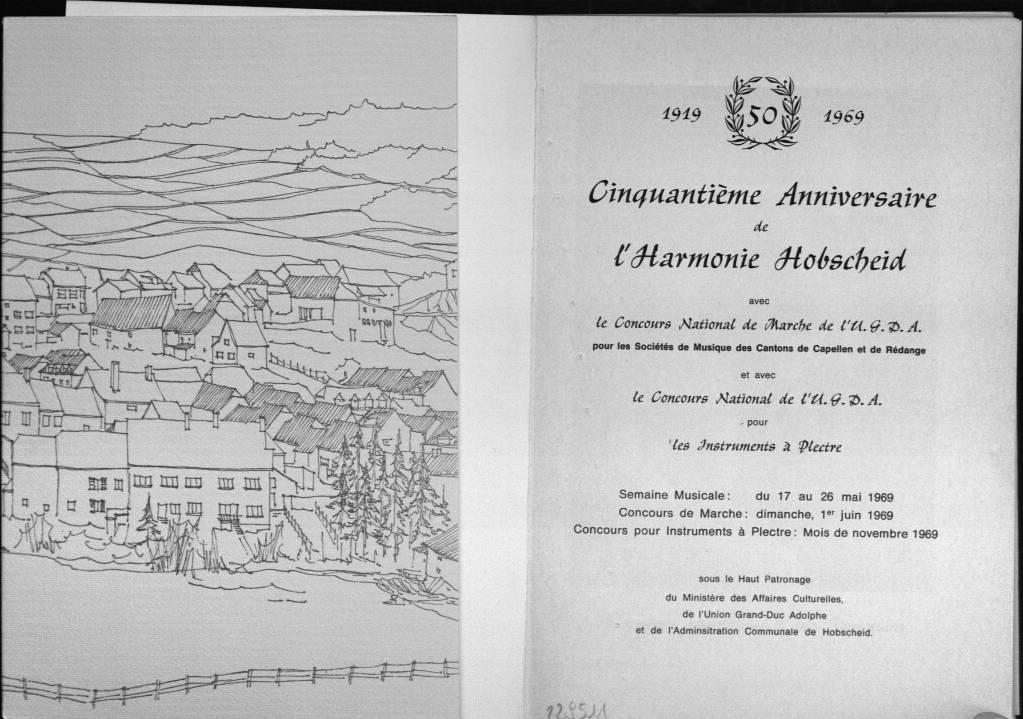 1919 50 1969
Cinquantième Anniversaire
de
l'Harmonie Hobscheid
avec
le Concours National de Marche de l'U. G. D. A.
pour les Sociétés de Musique des Cantons de Capellen et de Rédange
et avec
le Concours National de l'U. G. D. A.
pour
les Instruments à Plectre
Semaine Musicale : du 17 au 26 mai 1969
Concours de Marche : dimanche, 1er juin 1969
Concours pour Instruments à Plectre : Mois de novembre 1969
sous le Haut Patronage
du Ministère des Affaires Culturelles,
de l'Union Grand-Duc Adolphe
et de l'Adminsitration Communale de Hobscheid.